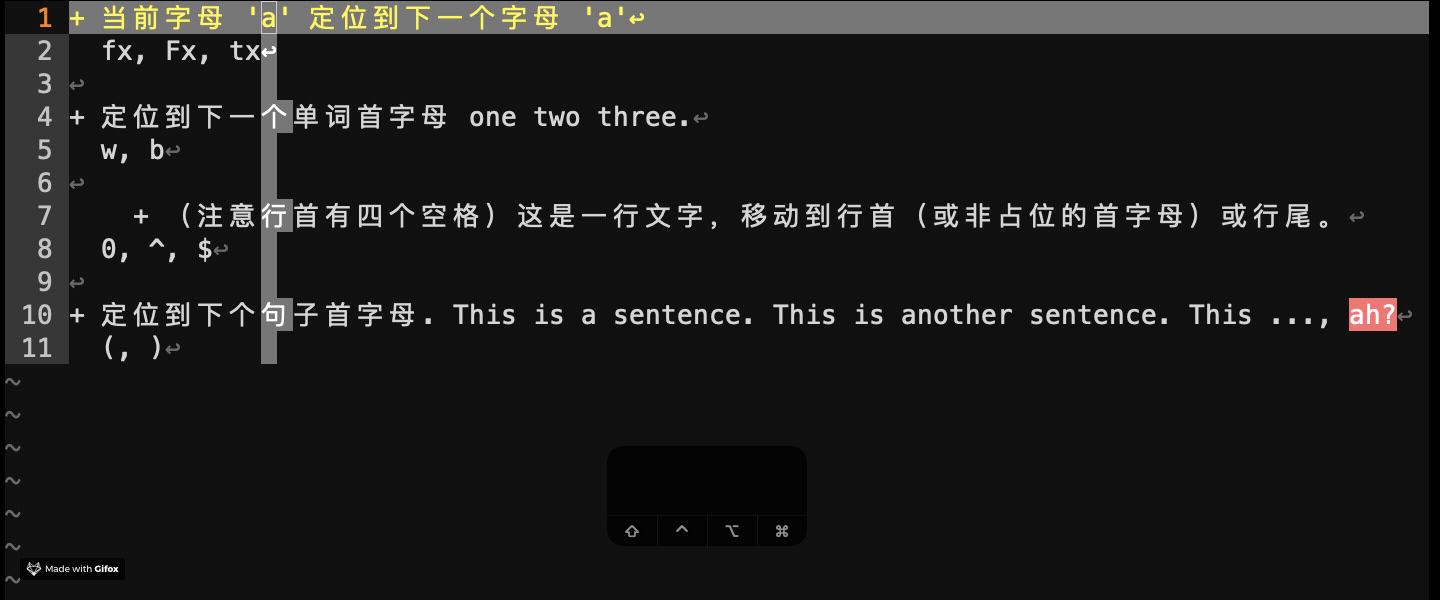 1 + 当前字母 'a' 定位到下一个字母 'a'↩
2   fx, Fx, tx↩
3 ↩
4 + 定位到下一个单词首字母 one two three.↩
5   w, b↩
6 ↩
7     + （注意行首有四个空格）这是一行文字，移动到行首（或非占位的首字母）或行尾。↩
8   0, ^, $↩
9 ↩
10 + 定位到下个句子首字母. This is a sentence. This is another sentence. This ..., ah?↩
11   (, )↩
~
~
~
~
~
~
~
⇧ ^ ⌥ ⌘
Made with Gifox